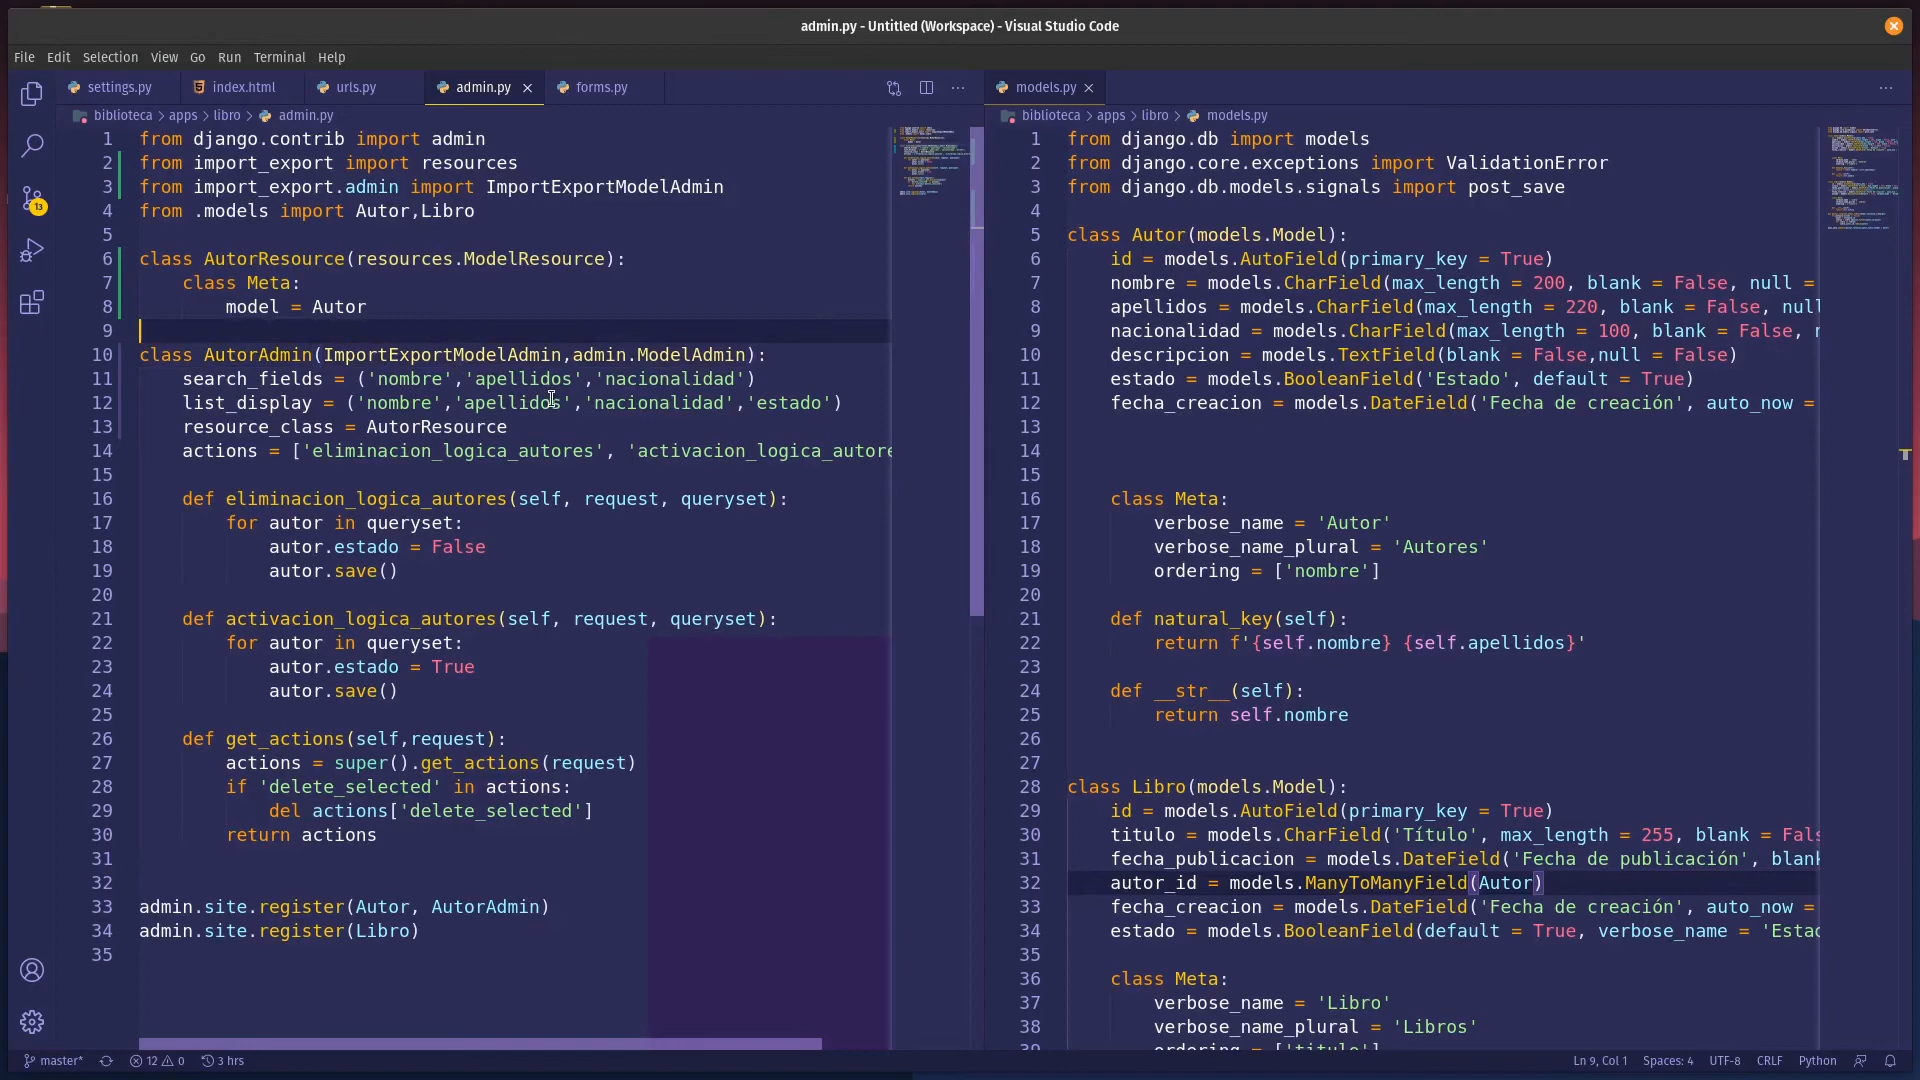 admin.py - Untitled (Workspace) - Visual Studio Code
File Edit Selection View Go Run Terminal Help
settings.py index.html urls.py admin.py forms.py
biblioteca > apps > libro > admin.py
1 from django.contrib import admin
2 from import_export import resources
3 from import_export.admin import ImportExportModelAdmin
4 from .models import Autor,Libro
5
6 class AutorResource(resources.ModelResource):
7 class Meta:
8 model = Autor
9
10 class AutorAdmin(ImportExportModelAdmin,admin.ModelAdmin):
11 search_fields = ('nombre','apellidos','nacionalidad')
12 list_display = ('nombre','apellidos','nacionalidad','estado')
13 resource_class = AutorResource
14 actions = ['eliminacion_logica_autores', 'activacion_logica_autore
15
16 def eliminacion_logica_autores(self, request, queryset):
17 for autor in queryset:
18 autor.estado = False
19 autor.save()
20
21 def activacion_logica_autores(self, request, queryset):
22 for autor in queryset:
23 autor.estado = True
24 autor.save()
25
26 def get_actions(self,request):
27 actions = super().get_actions(request)
28 if 'delete_selected' in actions:
29 del actions['delete_selected']
30 return actions
31
32
33 admin.site.register(Autor, AutorAdmin)
34 admin.site.register(Libro)
35
models.py
biblioteca > apps > libro > models.py
1 from django.db import models
2 from django.core.exceptions import ValidationError
3 from django.db.models.signals import post_save
4
5 class Autor(models.Model):
6 id = models.AutoField(primary_key = True)
7 nombre = models.CharField(max_length = 200, blank = False, null =
8 apellidos = models.CharField(max_length = 220, blank = False, null
9 nacionalidad = models.CharField(max_length = 100, blank = False, n
10 descripcion = models.TextField(blank = False,null = False)
11 estado = models.BooleanField('Estado', default = True)
12 fecha_creacion = models.DateField('Fecha de creación', auto_now =
13
14
15
16 class Meta:
17 verbose_name = 'Autor'
18 verbose_name_plural = 'Autores'
19 ordering = ['nombre']
20
21 def natural_key(self):
22 return f'{self.nombre} {self.apellidos}'
23
24 def __str__(self):
25 return self.nombre
26
27
28 class Libro(models.Model):
29 id = models.AutoField(primary_key = True)
30 titulo = models.CharField('Título', max_length = 255, blank = Fals
31 fecha_publicacion = models.DateField('Fecha de publicación', blank
32 autor_id = models.ManyToManyField(Autor)
33 fecha_creacion = models.DateField('Fecha de creación', auto_now =
34 estado = models.BooleanField(default = True, verbose_name = 'Estad
35
36 class Meta:
37 verbose_name = 'Libro'
38 verbose_name_plural = 'Libros'
39 ordering = ['titulo']
13
master* 12 0 3 hrs Ln 9, Col 1 Spaces: 4 UTF-8 CRLF Python